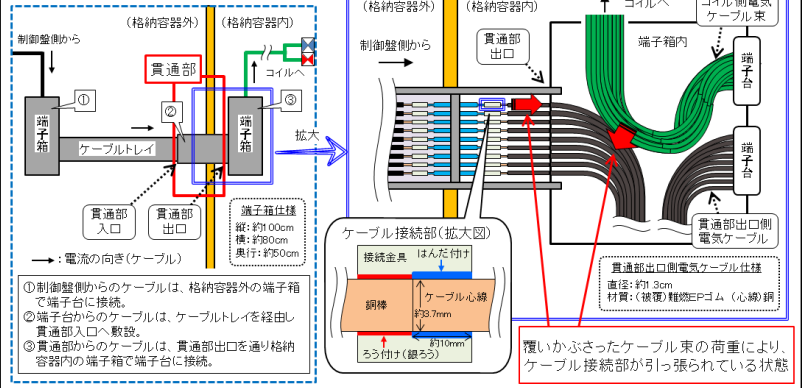 (格納容器外)
(格納容器内)
制御盤側から
貫通部
コイルへ
①
②
③
端子箱
端子箱
ケーブルトレイ
拡大
貫通部
入口
貫通部
出口
端子箱仕様
縦:約100cm
横:約80cm
奥行:約50cm
:電流の向き(ケーブル)
①制御盤側からのケーブルは、格納容器外の端子箱
で端子台に接続。
②端子台からのケーブルは、ケーブルトレイを経由し
貫通部入口へ敷設。
③貫通部からのケーブルは、貫通部出口を通り格納
容器内の端子箱で端子台に接続。
(格納容器外)
(格納容器内)
コイルへ
コイル側電気
ケーブル束
制御盤側から
貫通部
出口
端子箱内
端子台
端子台
貫通部出口側
電気ケーブル
ケーブル接続部(拡大図)
接続金具
はんだ付け
銅棒
ケーブル心線
約3.7mm
約10mm
ろう付け(銀ろう)
貫通部出口側電気ケーブル仕様
直径:約1.3cm
材質:(被覆)難燃EPゴム (心線)銅
覆いかぶさったケーブル束の荷重により、
ケーブル接続部が引っ張られている状態